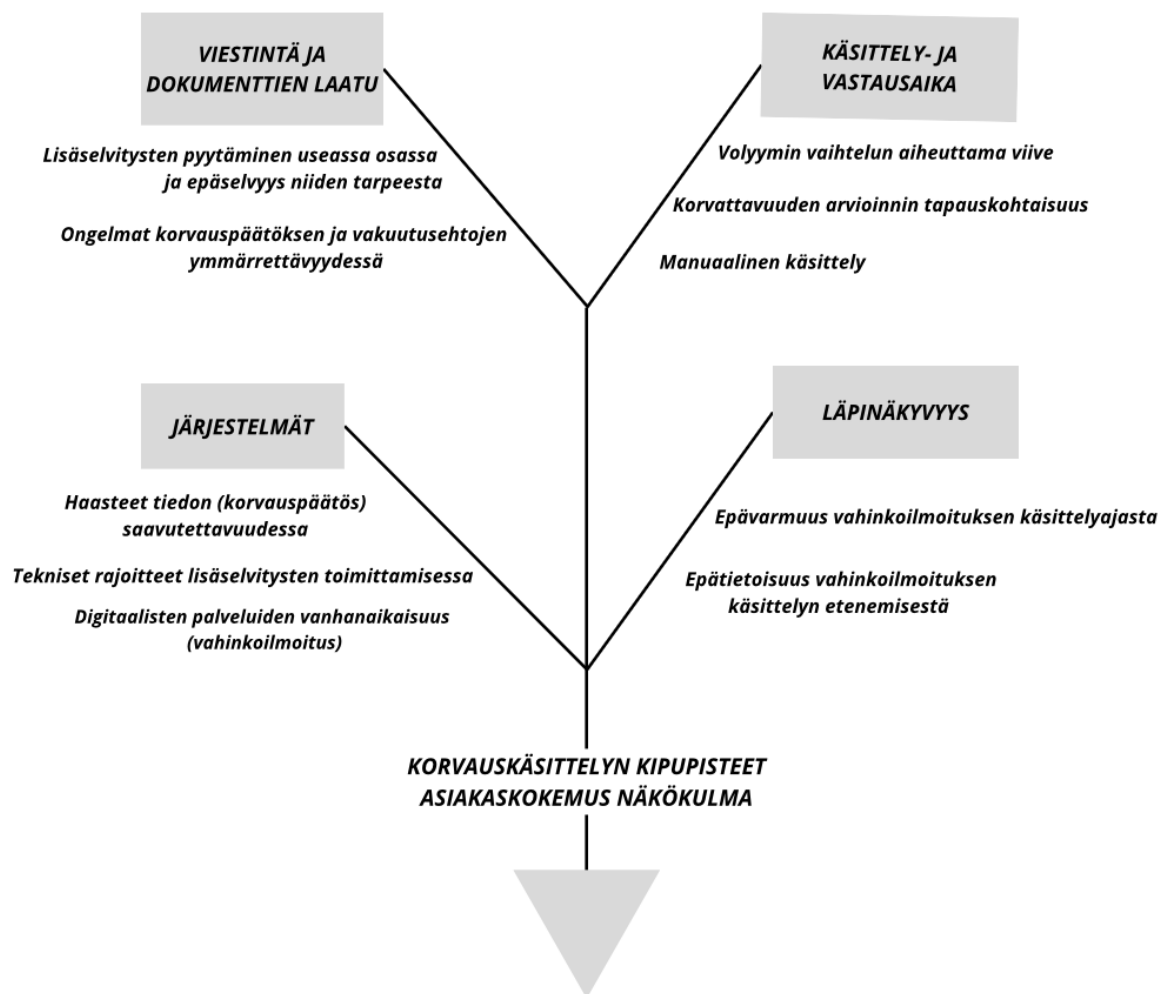 VIESTINTÄ JA
DOKUMENTTIEN LAATU
Lisäselvitysten pyytäminen useassa osassa
ja epäselvyys niiden tarpeesta
Ongelmat korvauspäätöksen ja vakuutusehtojen
ymmärrettävyydessä
KÄSITTELY- JA
VASTAUSAIKA
Volyymin vaihtelun aiheuttama viive
Korvattavuuden arvioinnin tapauskohtaisuus
Manuaalinen käsittely
JÄRJESTELMÄT
Haasteet tiedon (korvauspäätös)
saavutettavuudessa
Tekniset rajoitteet lisäselvitysten toimittamisessa
Digitaalisten palveluiden vanhanaikaisuus
(vahinkoilmoitus)
LÄPINÄKYVYYS
Epävarmuus vahinkoilmoituksen käsittelyajasta
Epätietoisuus vahinkoilmoituksen
käsittelyn etenemisestä
KORVAUSKÄSITTELYN KIPUPISTEET
ASIAKASKOKEMUS NÄKÖKULMA